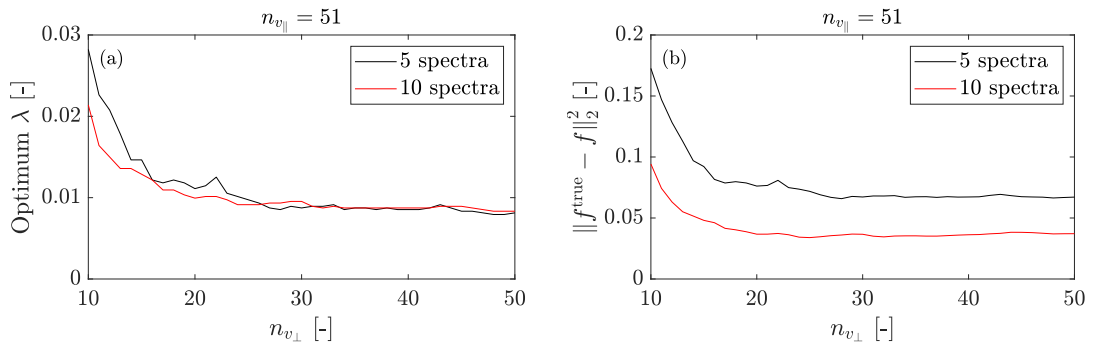 n_{v_∥} = 51
(a)
5 spectra
10 spectra
Optimum λ [-]
0.03
0.02
0.01
0
10 20 30 40 50
n_{v_⊥} [-]
n_{v_∥} = 51
(b)
5 spectra
10 spectra
||f^{true} − f||_2^2 [-]
0.2
0.15
0.1
0.05
0
10 20 30 40 50
n_{v_⊥} [-]